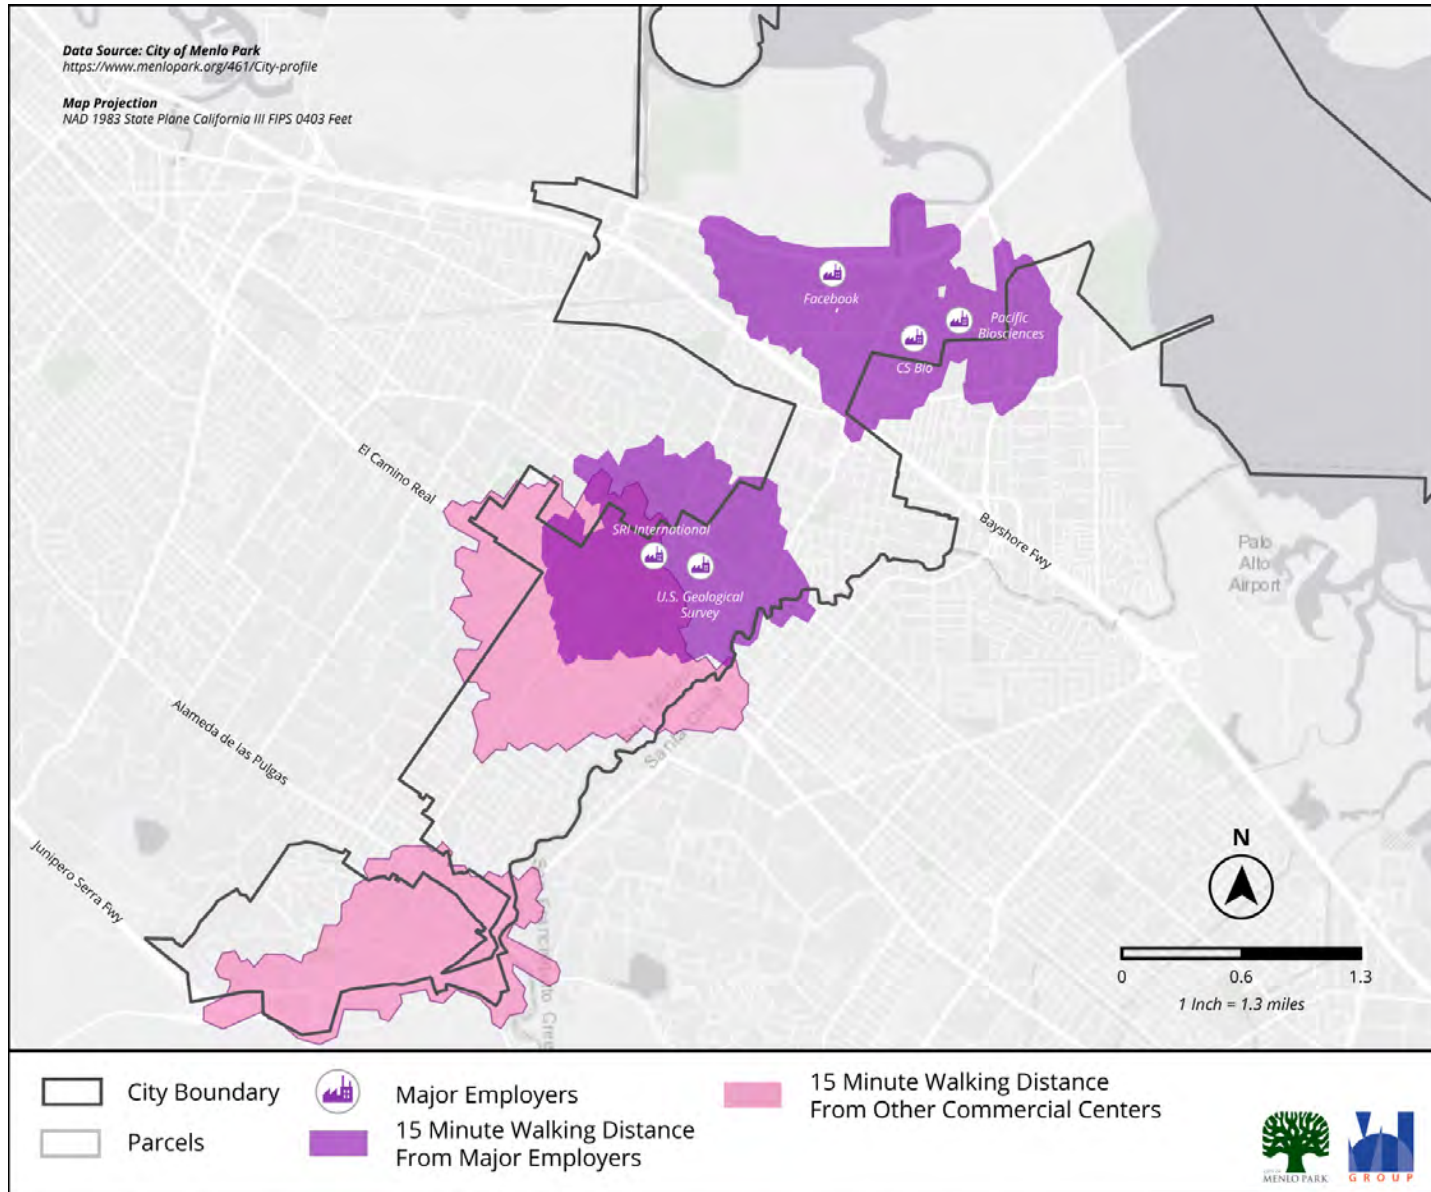 Data Source: City of Menlo Park
https://www.menlopark.org/461/City-profile
Map Projection
NAD 1983 State Plane California III FIPS 0403 Feet
Facebook
Pacific
Biosciences
CS Bio
El Camino Real
SRI International
Bayshore Fwy
Palo
Alto
Airport
U.S. Geological
Survey
Alameda de las Pulgas
Junipero Serra Fwy
N
0
0.6
1.3
1 Inch = 1.3 miles
City Boundary
Parcels
Major Employers
15 Minute Walking Distance
From Major Employers
15 Minute Walking Distance
From Other Commercial Centers
CITY OF
MENLO PARK
GROUP